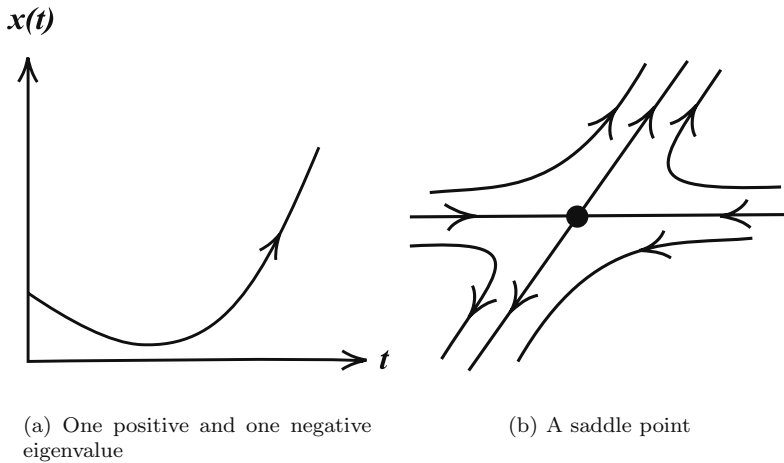 x(t)
t
(a) One positive and one negative
eigenvalue
(b) A saddle point